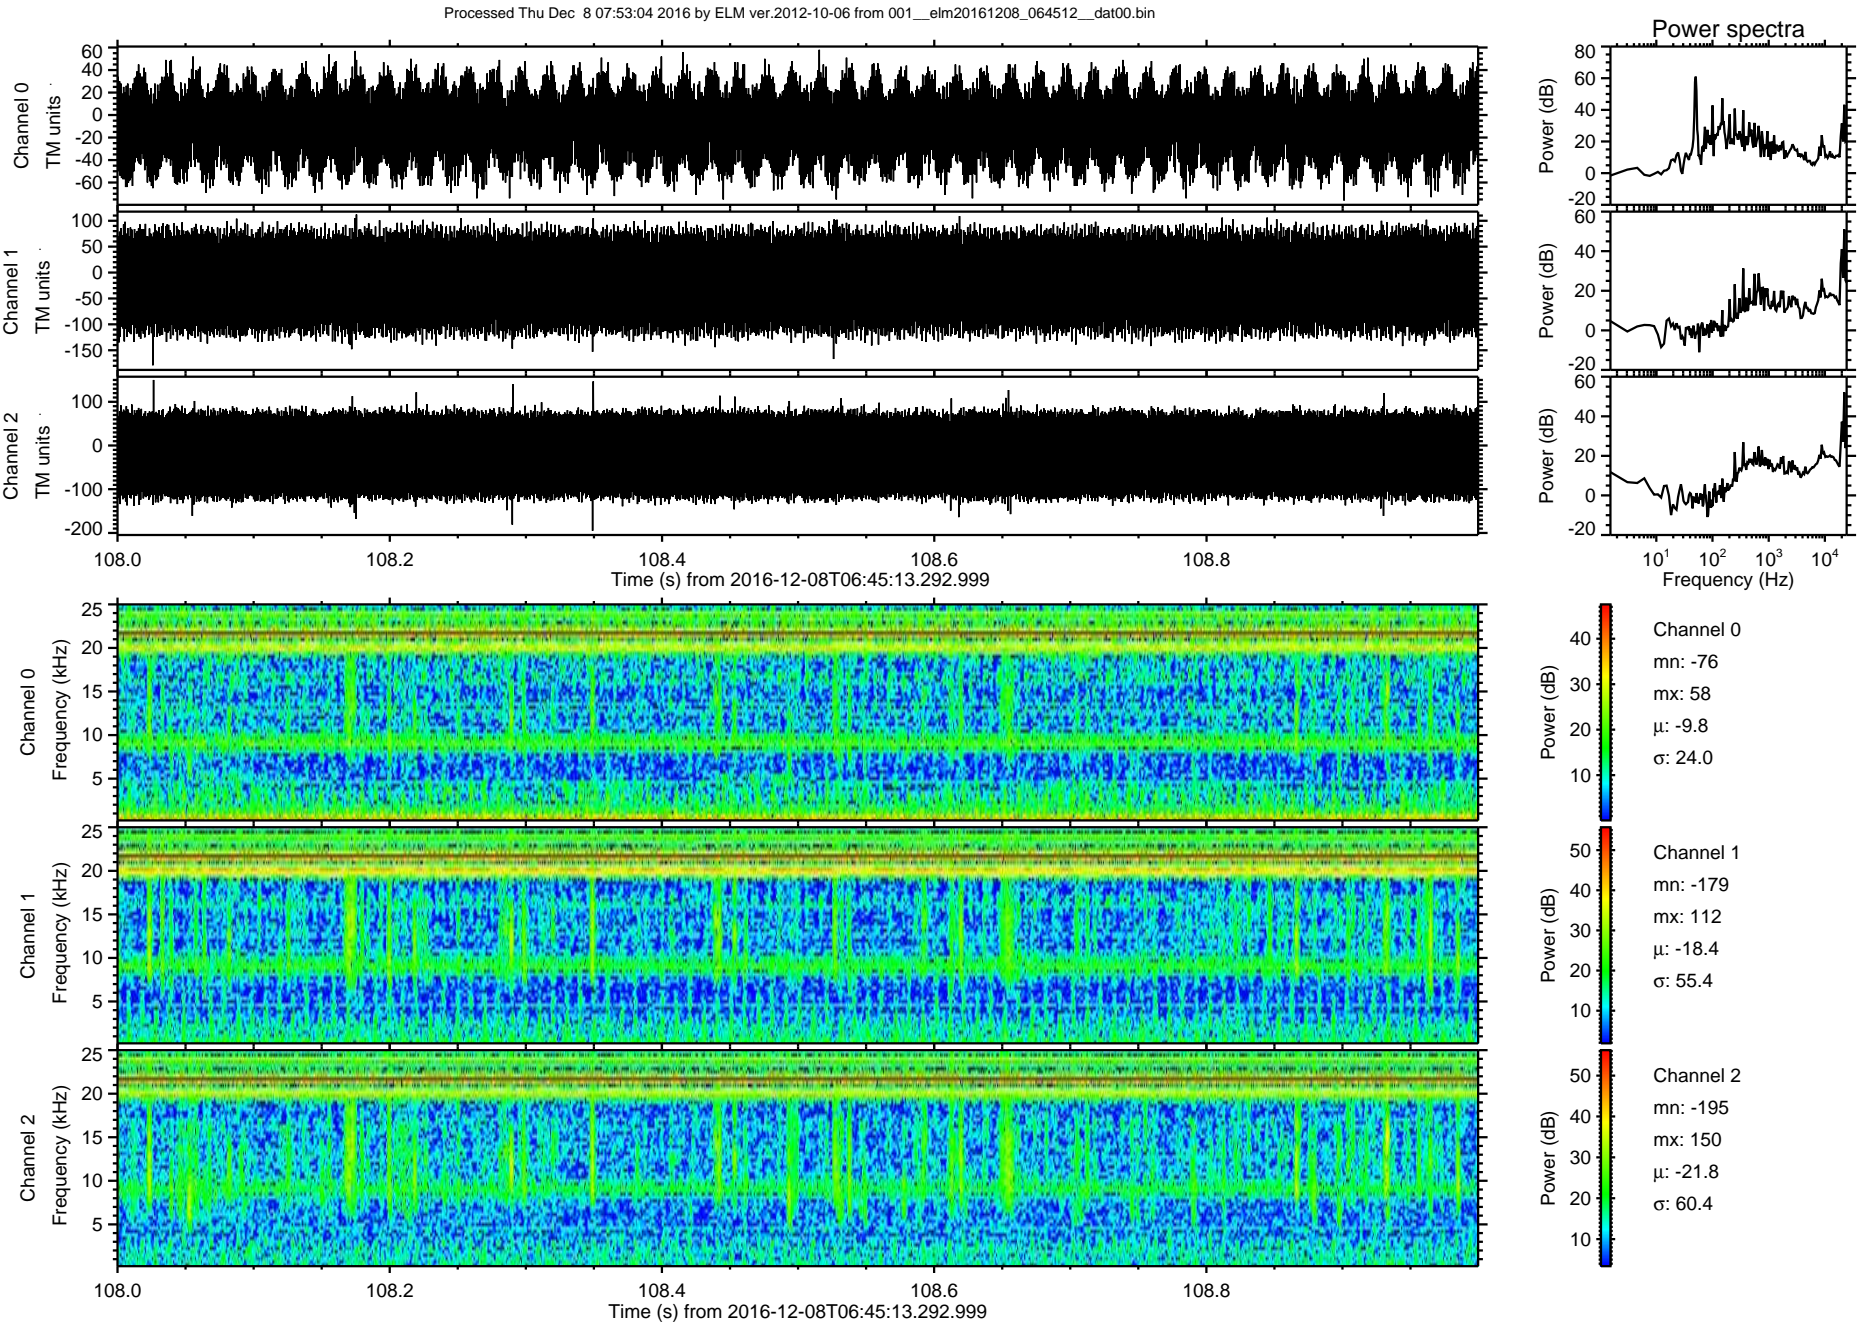 Processed Thu Dec 8 07:53:04 2016 by ELM ver.2012-10-06 from 001__elm20161208_064512__dat00.bin
Power spectra
Channel 0
TM units
60
40
20
0
-20
-40
-60
Power (dB)
80
60
40
20
0
-20
Channel 1
TM units
100
50
0
-50
-100
-150
Power (dB)
60
40
20
0
-20
Channel 2
TM units
100
0
-100
-200
Power (dB)
60
40
20
0
-20
108.0 108.2 108.4 108.6 108.8
Time (s) from 2016-12-08T06:45:13.292.999
10^1 10^2 10^3 10^4
Frequency (Hz)
Channel 0
Frequency (kHz)
25
20
15
10
5
Power (dB)
40
30
20
10
Channel 0
mn: -76
mx: 58
μ: -9.8
σ: 24.0
Channel 1
Frequency (kHz)
25
20
15
10
5
Power (dB)
50
40
30
20
10
Channel 1
mn: -179
mx: 112
μ: -18.4
σ: 55.4
Channel 2
Frequency (kHz)
25
20
15
10
5
Power (dB)
50
40
30
20
10
Channel 2
mn: -195
mx: 150
μ: -21.8
σ: 60.4
108.0 108.2 108.4 108.6 108.8
Time (s) from 2016-12-08T06:45:13.292.999